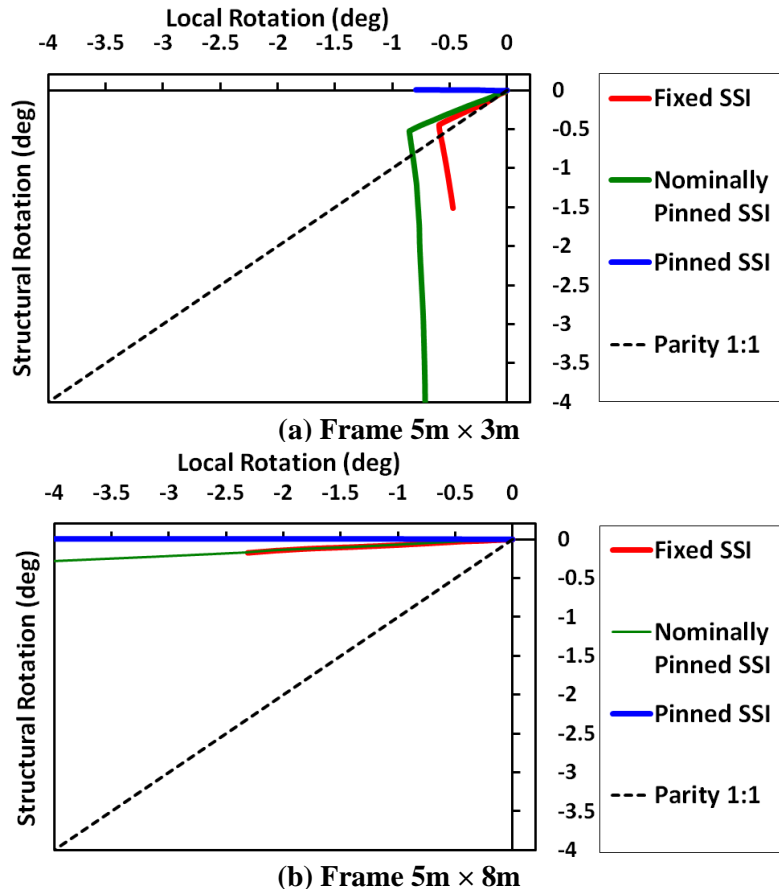 Local Rotation (deg)
-4 -3.5 -3 -2.5 -2 -1.5 -1 -0.5 0
Structural Rotation (deg)
0
-0.5
-1
-1.5
-2
-2.5
-3
-3.5
-4
Fixed SSI
Nominally
Pinned SSI
Pinned SSI
Parity 1:1
(a) Frame 5m × 3m
Local Rotation (deg)
-4 -3.5 -3 -2.5 -2 -1.5 -1 -0.5 0
Structural Rotation (deg)
0
-0.5
-1
-1.5
-2
-2.5
-3
-3.5
-4
Fixed SSI
Nominally
Pinned SSI
Pinned SSI
Parity 1:1
(b) Frame 5m × 8m